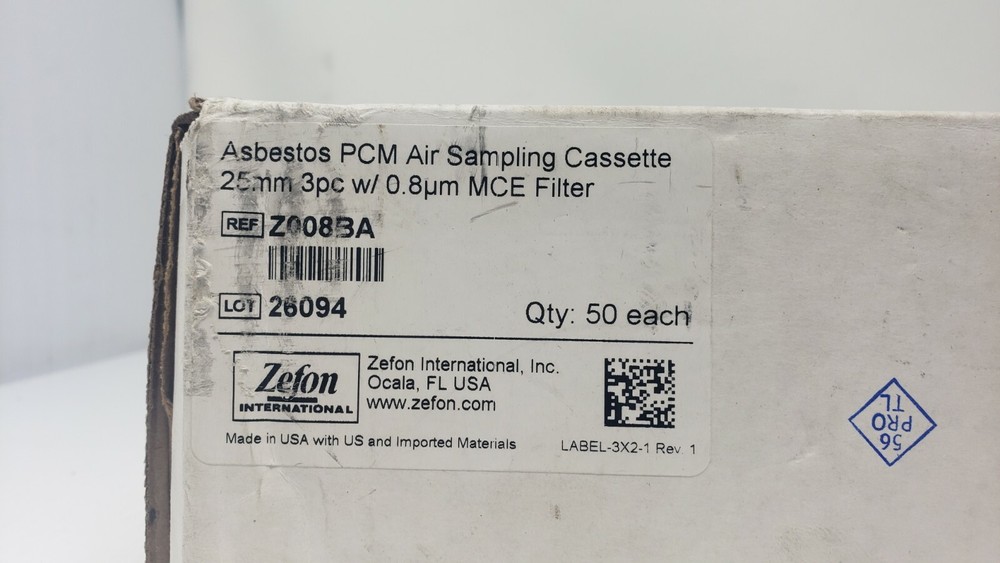 Asbestos PCM Air Sampling Cassette
25mm 3pc w/ 0.8µm MCE Filter
REF Z008BA
LOT 26094
Qty: 50 each
Zefon
INTERNATIONAL
Zefon International, Inc.
Ocala, FL USA
www.zefon.com
Made in USA with US and Imported Materials
LABEL-3X2-1 Rev. 1
56
PRO
TL